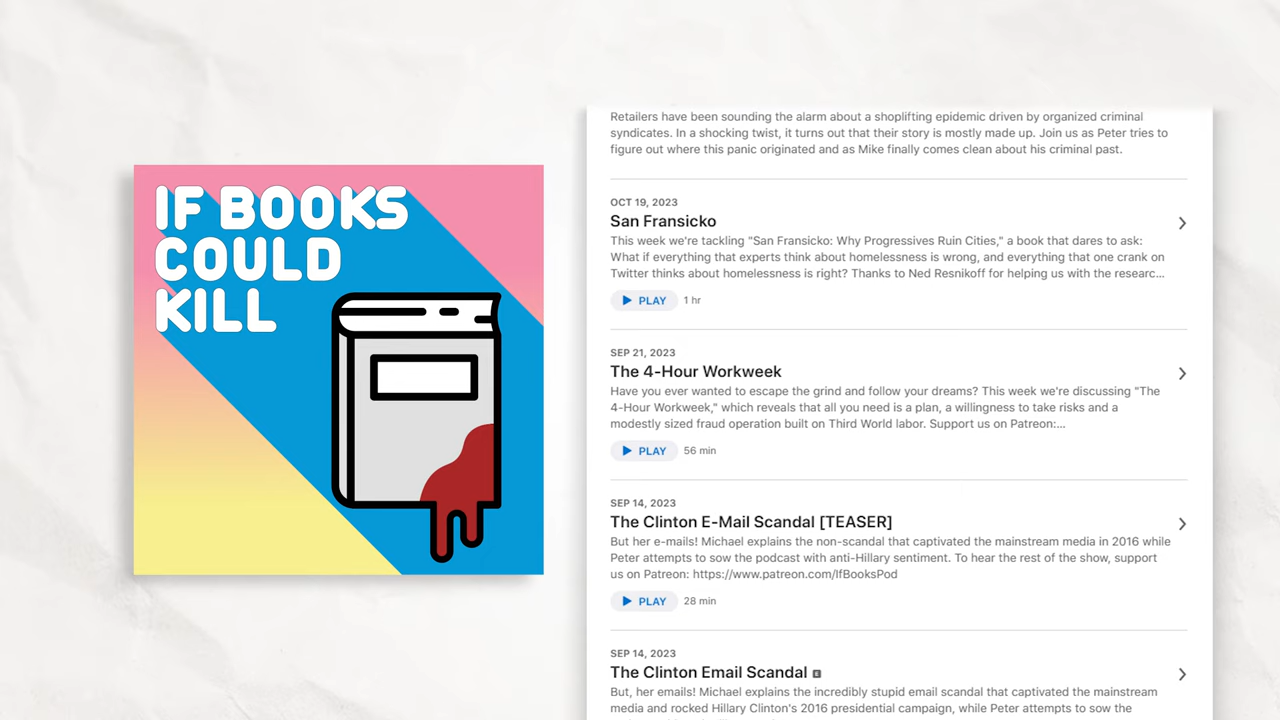 IF BOOKS
COULD
KILL
Retailers have been sounding the alarm about a shoplifting epidemic driven by organized criminal
syndicates. In a shocking twist, it turns out that their story is mostly made up. Join us as Peter tries to
figure out where this panic originated and as Mike finally comes clean about his criminal past.
OCT 19, 2023
San Fransicko
This week we're tackling "San Fransicko: Why Progressives Ruin Cities," a book that dares to ask:
What if everything that experts think about homelessness is wrong, and everything that one crank on
Twitter thinks about homelessness is right? Thanks to Ned Resnikoff for helping us with the researc...
PLAY 1 hr
SEP 21, 2023
The 4-Hour Workweek
Have you ever wanted to escape the grind and follow your dreams? This week we're discussing "The
4-Hour Workweek," which reveals that all you need is a plan, a willingness to take risks and a
modestly sized fraud operation built on Third World labor. Support us on Patreon:...
PLAY 56 min
SEP 14, 2023
The Clinton E-Mail Scandal [TEASER]
But her e-mails! Michael explains the non-scandal that captivated the mainstream media in 2016 while
Peter attempts to sow the podcast with anti-Hillary sentiment. To hear the rest of the show, support
us on Patreon: https://www.patreon.com/IfBooksPod
PLAY 28 min
SEP 14, 2023
The Clinton Email Scandal E
But, her emails! Michael explains the incredibly stupid email scandal that captivated the mainstream
media and rocked Hillary Clinton's 2016 presidential campaign, while Peter attempts to sow the